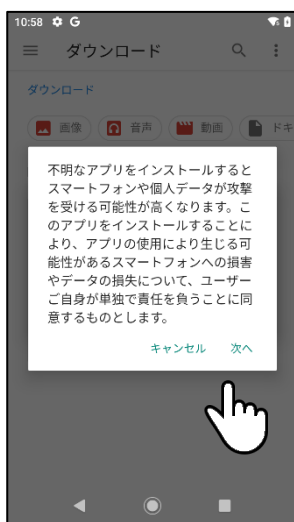 10:58 G
ダウンロード
ダウンロード
画像 音声 動画 ドキ
不明なアプリをインストールすると
スマートフォンや個人データが攻撃
を受ける可能性が高くなります。こ
のアプリをインストールすることに
より、アプリの使用により生じる可
能性があるスマートフォンへの損害
やデータの損失について、ユーザー
ご自身が単独で責任を負うことに同
意するものとします。
キャンセル 次へ